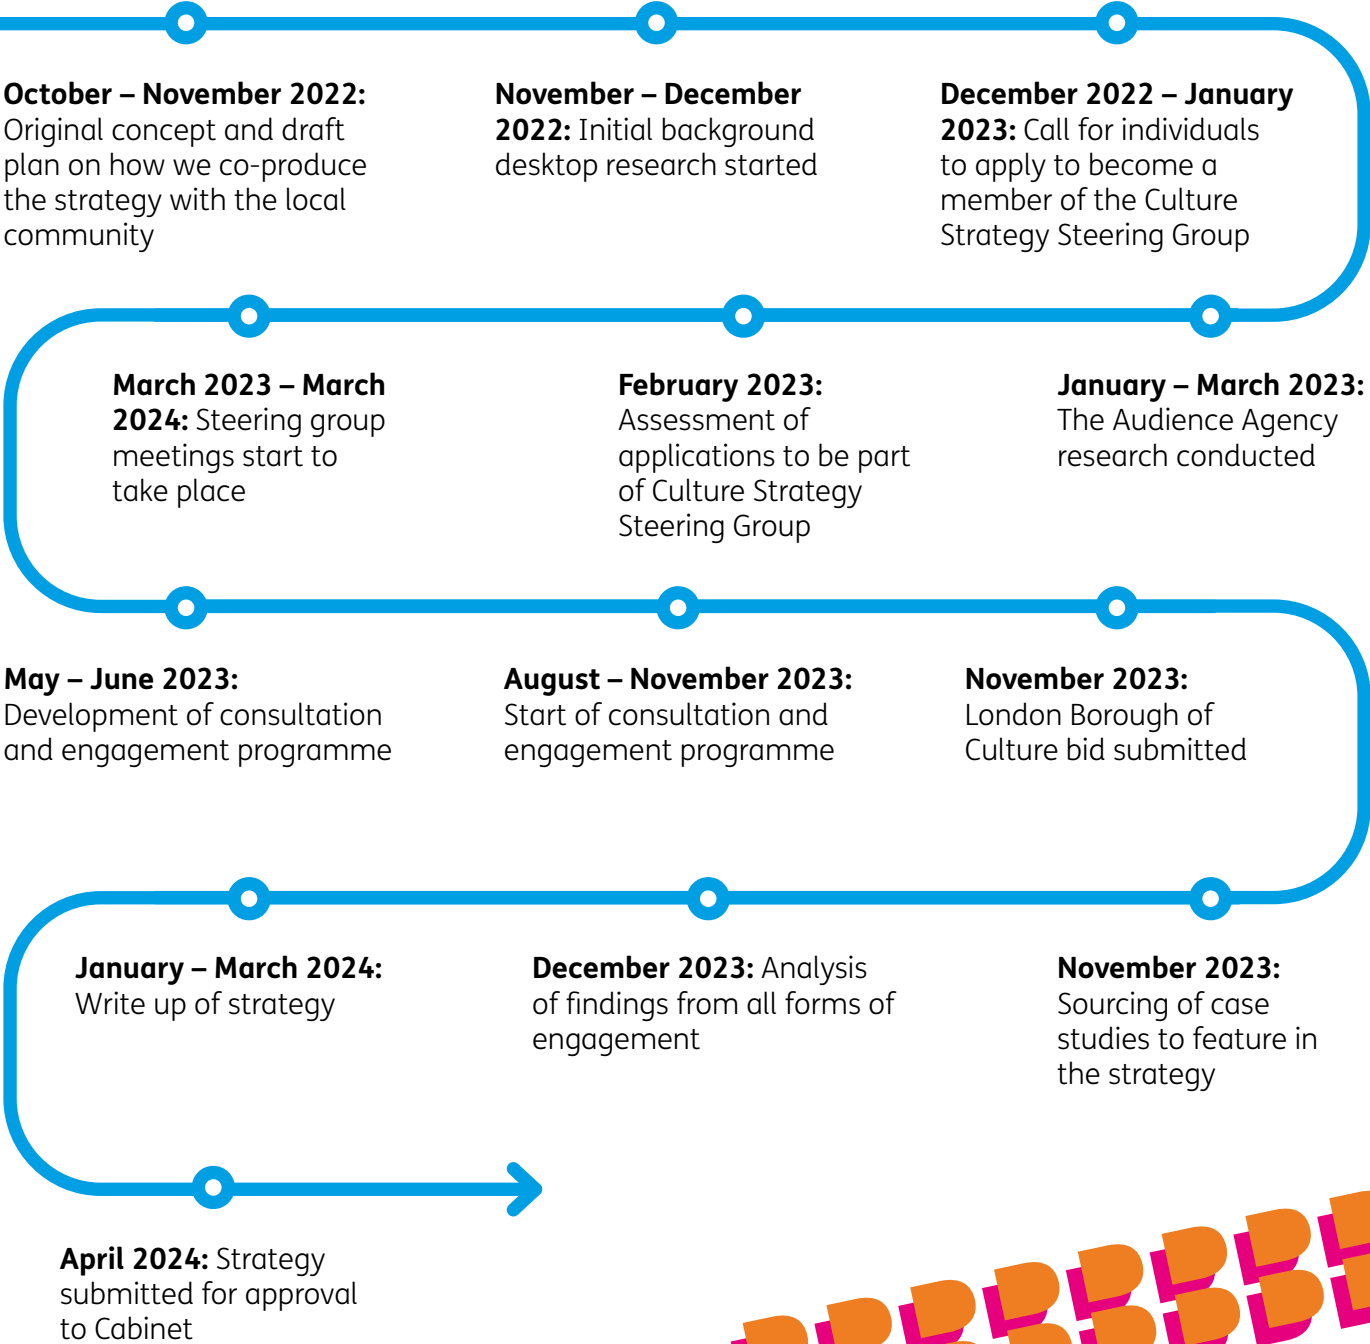 October – November 2022:
Original concept and draft
plan on how we co-produce
the strategy with the local
community
November – December
2022: Initial background
desktop research started
December 2022 – January
2023: Call for individuals
to apply to become a
member of the Culture
Strategy Steering Group
January – March 2023:
The Audience Agency
research conducted
February 2023:
Assessment of
applications to be part
of Culture Strategy
Steering Group
March 2023 – March
2024: Steering group
meetings start to
take place
May – June 2023:
Development of consultation
and engagement programme
August – November 2023:
Start of consultation and
engagement programme
November 2023:
London Borough of
Culture bid submitted
November 2023:
Sourcing of case
studies to feature in
the strategy
December 2023: Analysis
of findings from all forms of
engagement
January – March 2024:
Write up of strategy
April 2024: Strategy
submitted for approval
to Cabinet